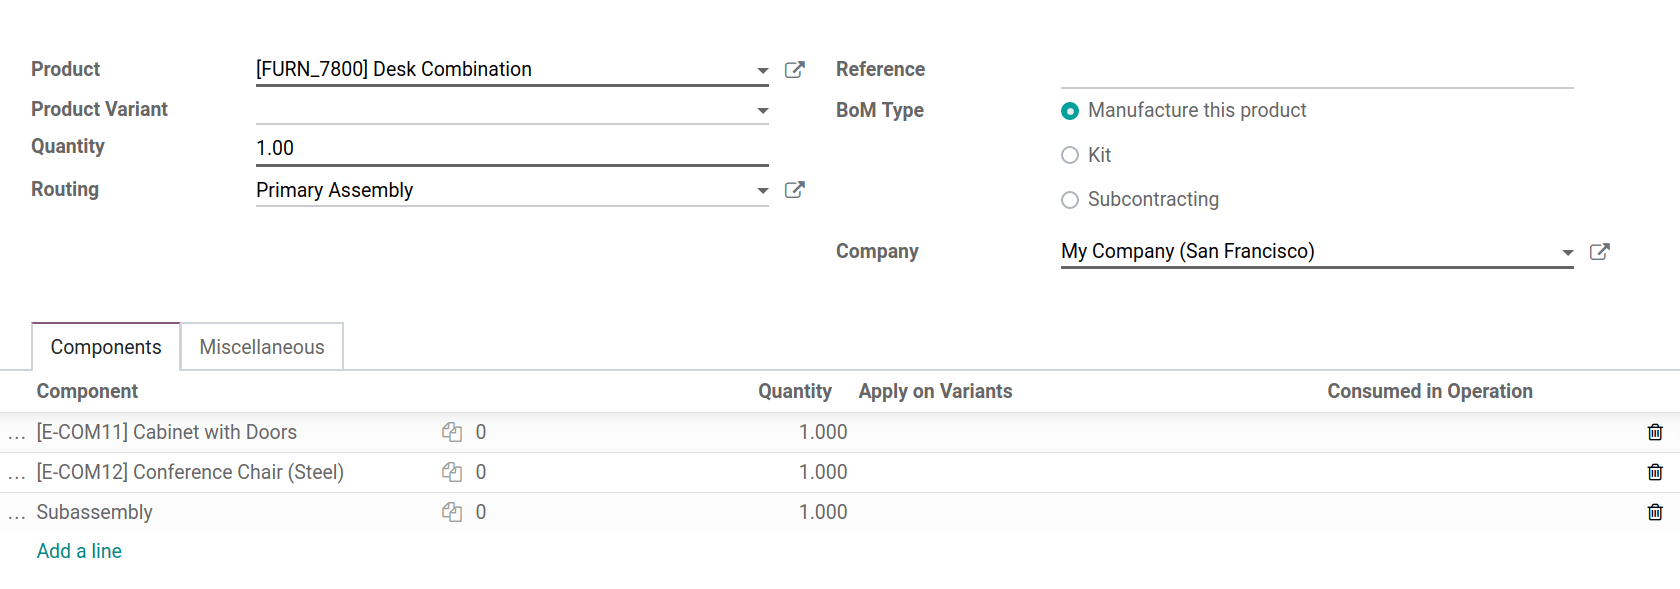 Product [FURN_7800] Desk Combination
Product Variant
Quantity 1.00
Routing Primary Assembly
Reference
BoM Type Manufacture this product
Kit
Subcontracting
Company My Company (San Francisco)
Components Miscellaneous
Component Quantity Apply on Variants Consumed in Operation
... [E-COM11] Cabinet with Doors 0 1.000
... [E-COM12] Conference Chair (Steel) 0 1.000
... Subassembly 0 1.000
Add a line